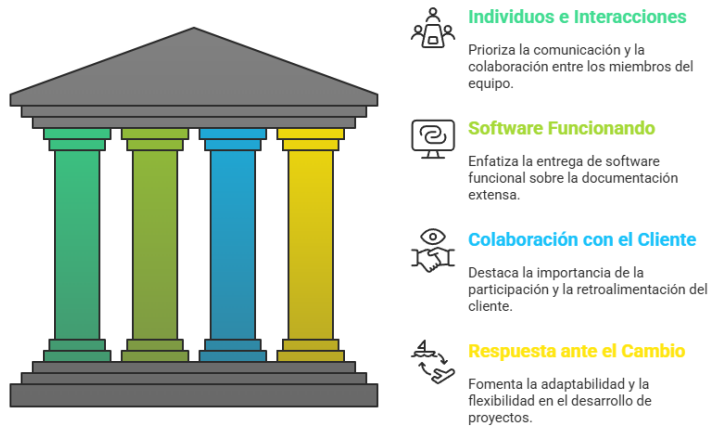 Individuos e Interacciones
Prioriza la comunicación y la
colaboración entre los miembros del
equipo.
Software Funcionando
Enfatiza la entrega de software
funcional sobre la documentación
extensa.
Colaboración con el Cliente
Destaca la importancia de la
participación y la retroalimentación del
cliente.
Respuesta ante el Cambio
Fomenta la adaptabilidad y la
flexibilidad en el desarrollo de
proyectos.